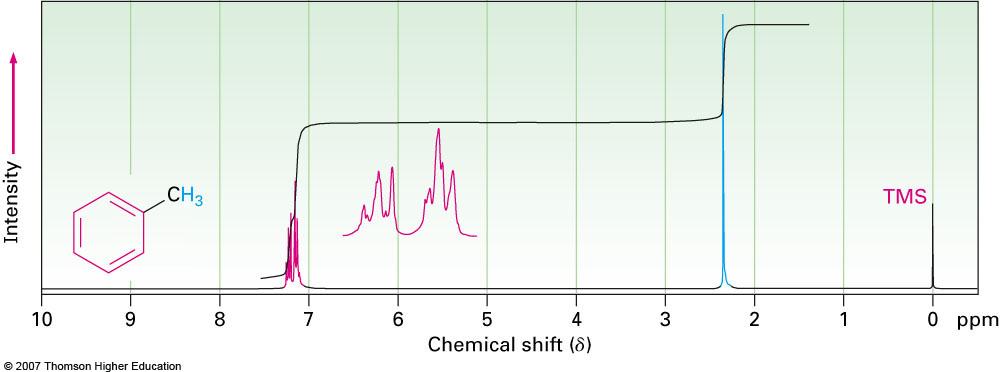 Intensity
CH3
TMS
10 9 8 7 6 5 4 3 2 1 0 ppm
Chemical shift (δ)
© 2007 Thomson Higher Education